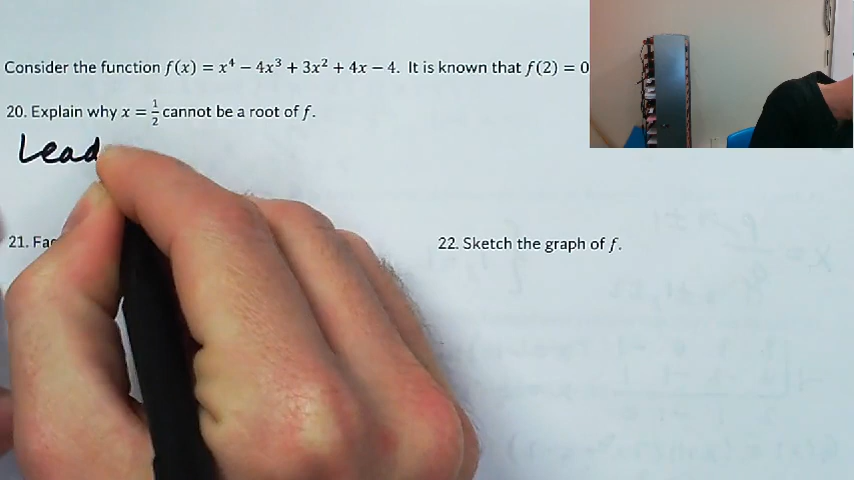 Consider the function f(x) = x⁴ − 4x³ + 3x² + 4x − 4. It is known that f(2) = 0
20. Explain why x = 1/2 cannot be a root of f.
Lead
21. Fac
22. Sketch the graph of f.